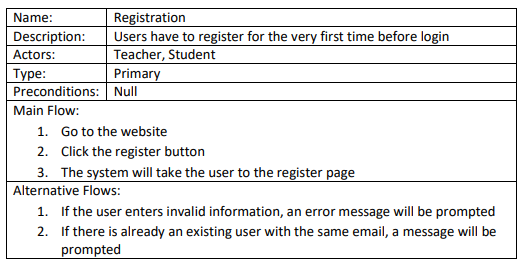 Name: Registration
Description: Users have to register for the very first time before login
Actors: Teacher, Student
Type: Primary
Preconditions: Null
Main Flow:
1. Go to the website
2. Click the register button
3. The system will take the user to the register page
Alternative Flows:
1. If the user enters invalid information, an error message will be prompted
2. If there is already an existing user with the same email, a message will be
prompted